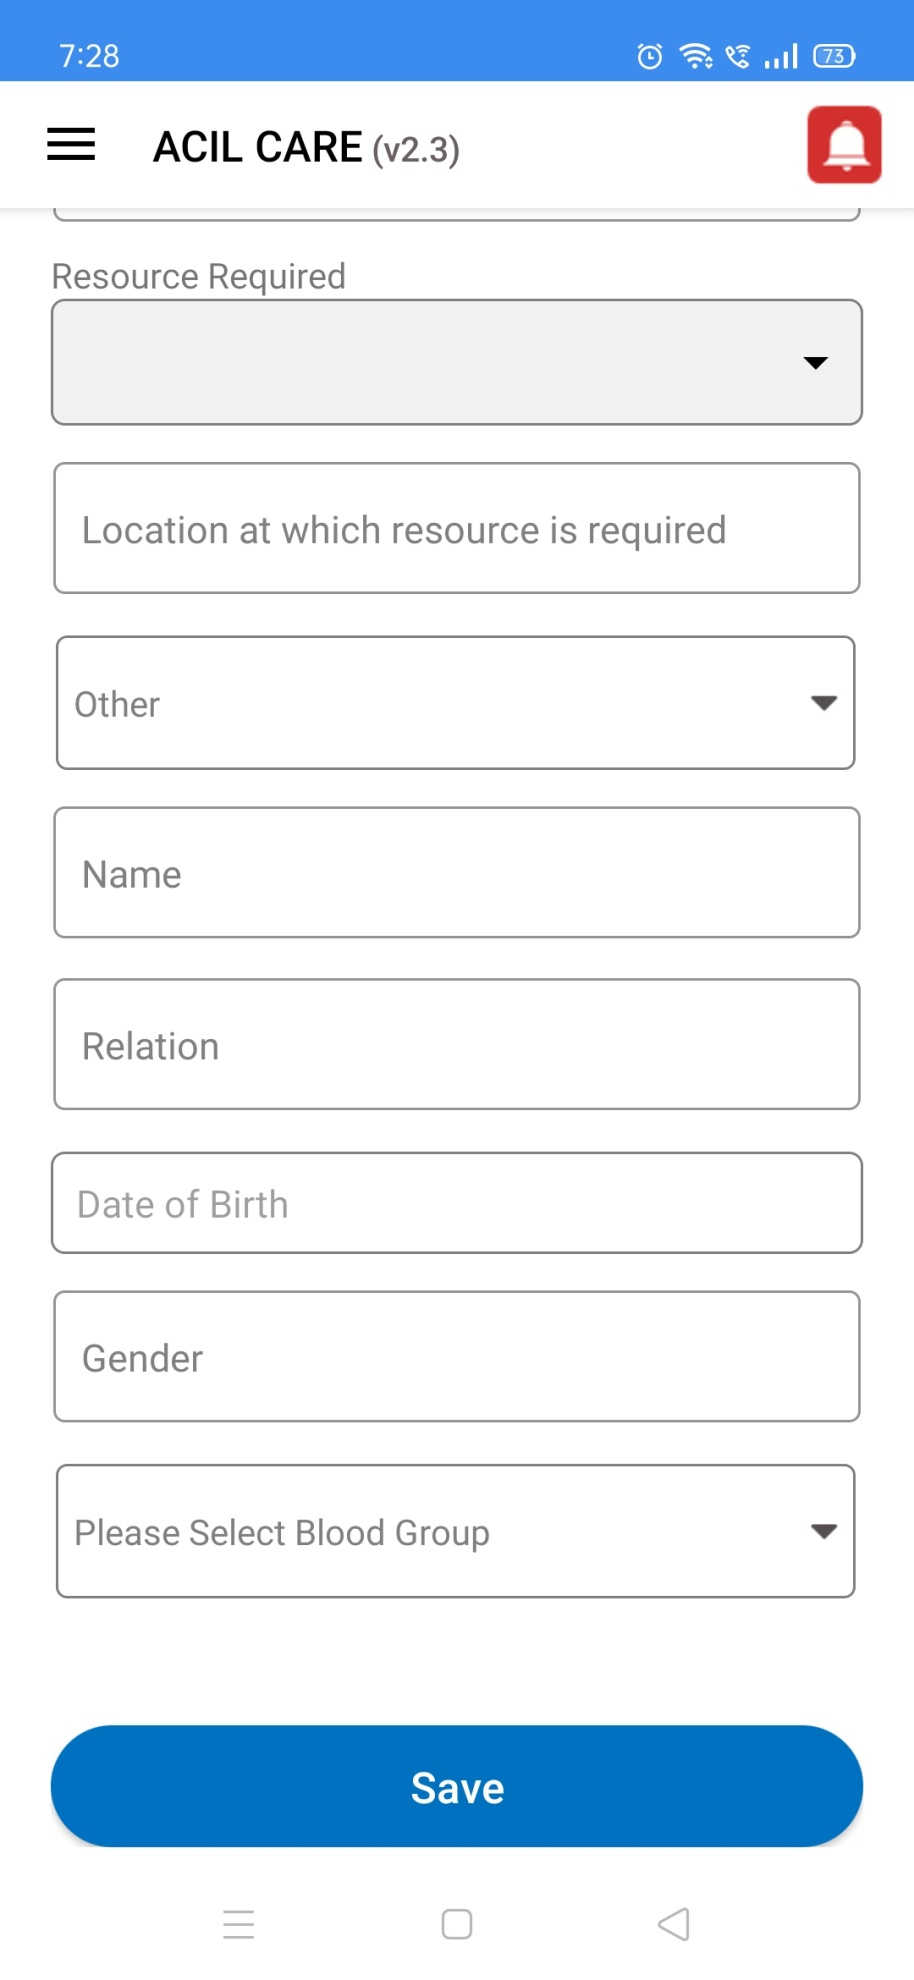 7:28
73
ACIL CARE (v2.3)
Resource Required
Location at which resource is required
Other
Name
Relation
Date of Birth
Gender
Please Select Blood Group
Save